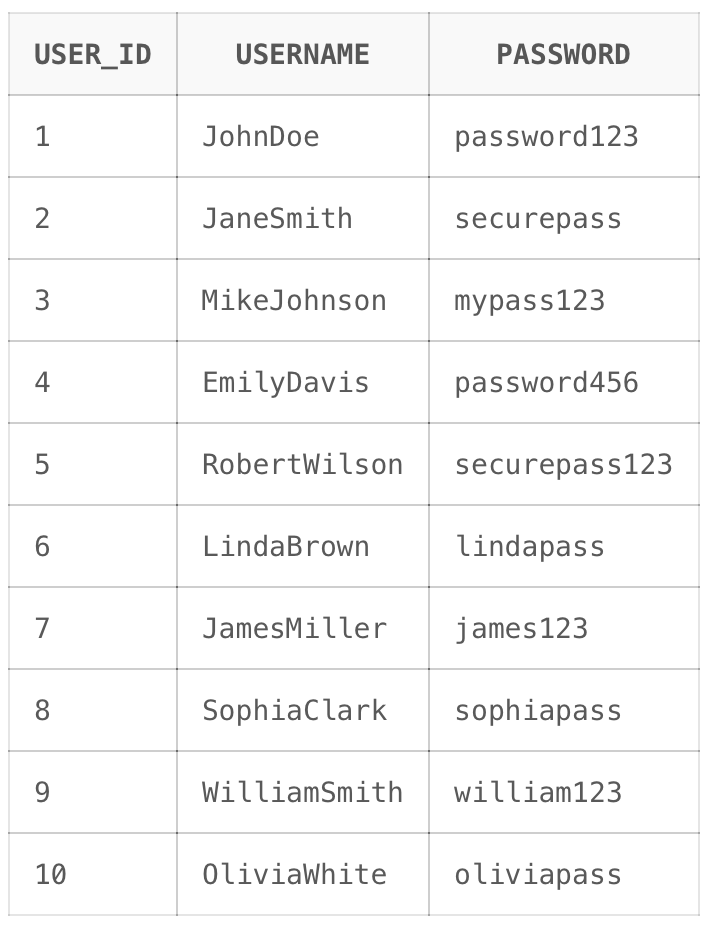 USER_ID USERNAME PASSWORD
1 JohnDoe password123
2 JaneSmith securepass
3 MikeJohnson mypass123
4 EmilyDavis password456
5 RobertWilson securepass123
6 LindaBrown lindapass
7 JamesMiller james123
8 SophiaClark sophiapass
9 WilliamSmith william123
10 OliviaWhite oliviapass